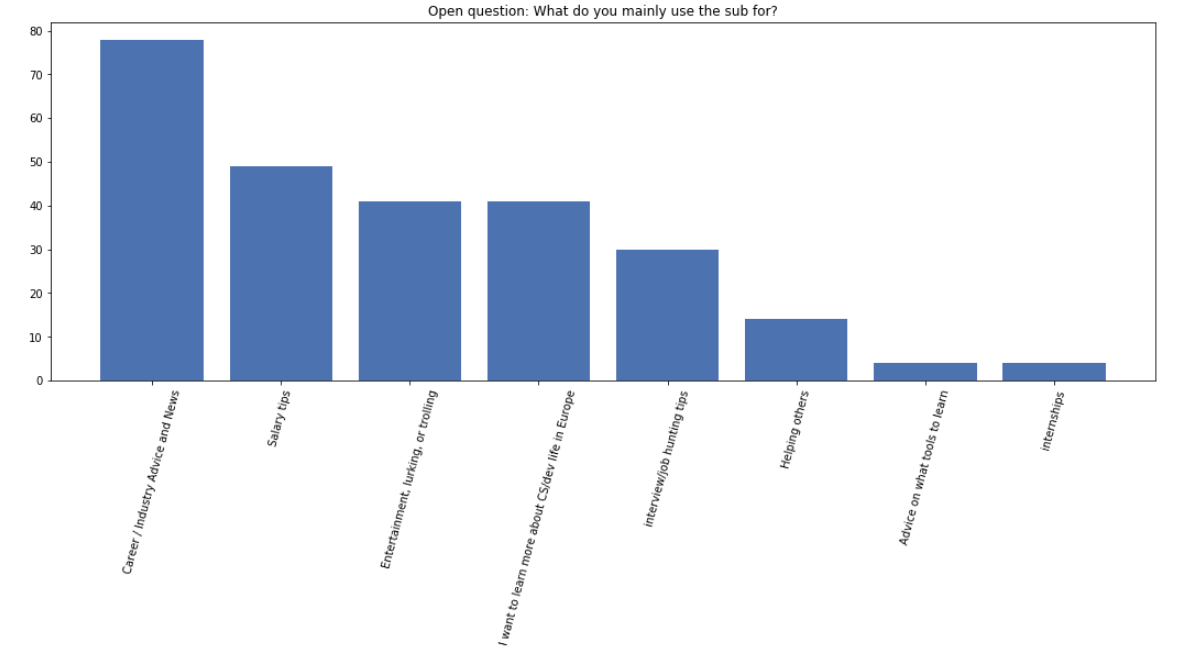 Open question: What do you mainly use the sub for?
80
70
60
50
40
30
20
10
0
Career / Industry Advice and News
Salary tips
Entertainment, lurking, or trolling
I want to learn more about CS/dev life in Europe
interview/job hunting tips
Helping others
Advice on what tools to learn
internships